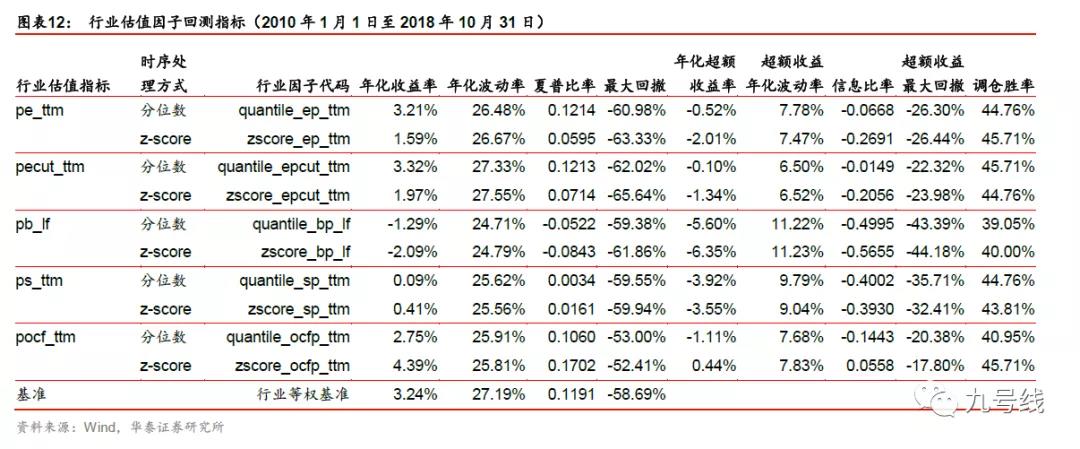 图表12： 行业估值因子回测指标（2010 年 1 月 1 日至 2018 年 10 月 31 日）
时序处 年化超额 超额收益 超额收益
行业估值指标 理方式 行业因子代码 年化收益率 年化波动率 夏普比率 最大回撤 收益率 年化波动率 信息比率 最大回撤 调仓胜率
pe_ttm 分位数 quantile_ep_ttm 3.21% 26.48% 0.1214 -60.98% -0.52% 7.78% -0.0668 -26.30% 44.76%
z-score zscore_ep_ttm 1.59% 26.67% 0.0595 -63.33% -2.01% 7.47% -0.2691 -26.44% 45.71%
pecut_ttm 分位数 quantile_epcut_ttm 3.32% 27.33% 0.1213 -62.02% -0.10% 6.50% -0.0149 -22.32% 45.71%
z-score zscore_epcut_ttm 1.97% 27.55% 0.0714 -65.64% -1.34% 6.52% -0.2056 -23.98% 44.76%
pb_lf 分位数 quantile_bp_lf -1.29% 24.71% -0.0522 -59.38% -5.60% 11.22% -0.4995 -43.39% 39.05%
z-score zscore_bp_lf -2.09% 24.79% -0.0843 -61.86% -6.35% 11.23% -0.5655 -44.18% 40.00%
ps_ttm 分位数 quantile_sp_ttm 0.09% 25.62% 0.0034 -59.55% -3.92% 9.79% -0.4002 -35.71% 44.76%
z-score zscore_sp_ttm 0.41% 25.56% 0.0161 -59.94% -3.55% 9.04% -0.3930 -32.41% 43.81%
pocf_ttm 分位数 quantile_ocfp_ttm 2.75% 25.91% 0.1060 -53.00% -1.11% 7.68% -0.1443 -20.38% 40.95%
z-score zscore_ocfp_ttm 4.39% 25.81% 0.1702 -52.41% 0.44% 7.83% 0.0558 -17.80% 45.71%
基准 行业等权基准 3.24% 27.19% 0.1191 -58.69%
九号线
资料来源：Wind，华泰证券研究所